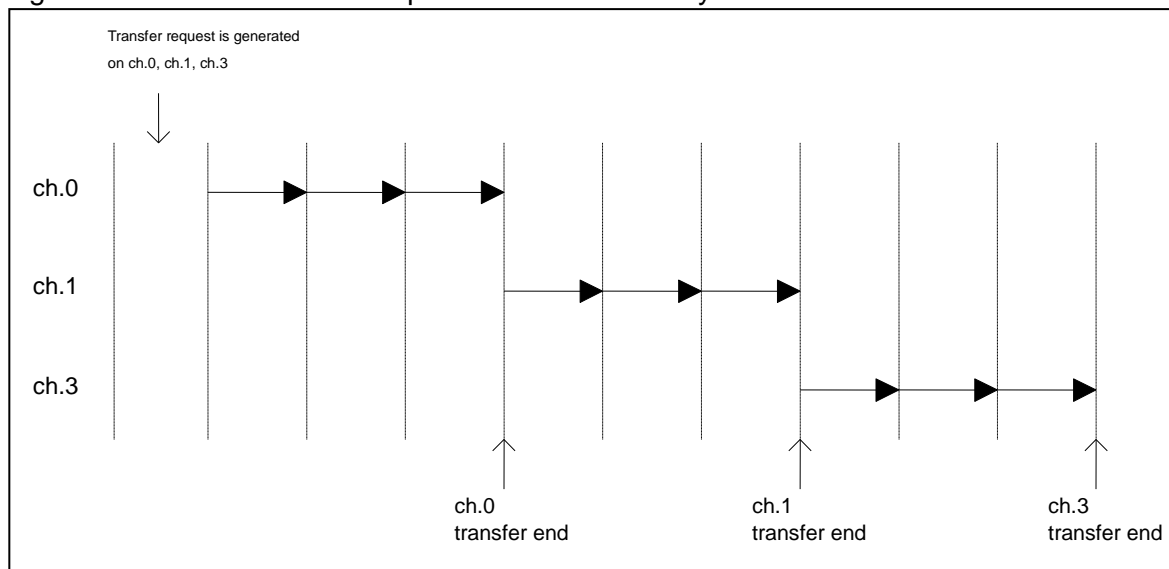 Transfer request is generated
on ch.0, ch.1, ch.3
ch.0
ch.1
ch.3
ch.0
transfer end
ch.1
transfer end
ch.3
transfer end